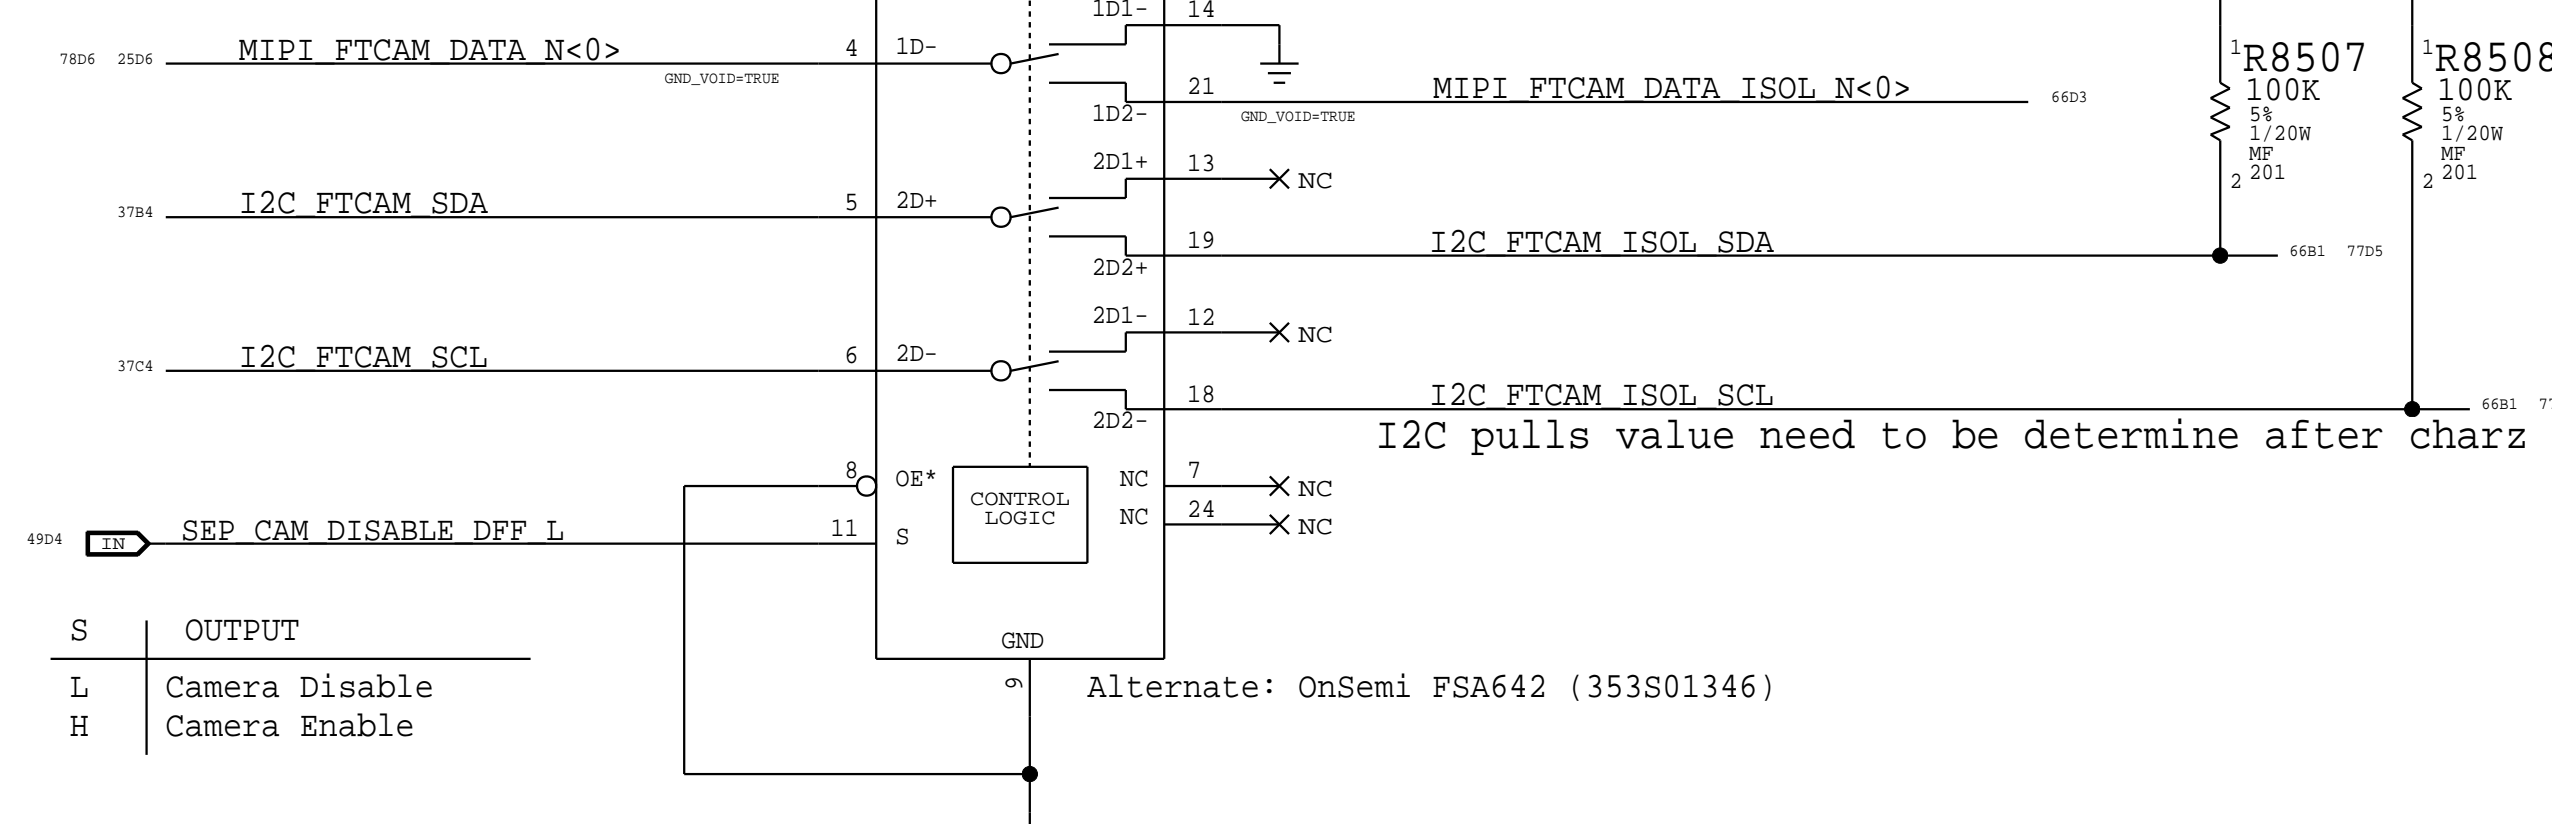 1D1- 14
78D6 25D6 MIPI_FTCAM_DATA_N<0> 4 1D-
GND_VOID=TRUE
21 MIPI_FTCAM_DATA_ISOL_N<0> 66D3
1D2- GND_VOID=TRUE
1 R8507
100K
5%
1/20W
MF
201
2
1 R8508
100K
5%
1/20W
MF
201
2
2D1+ 13 NC
37B4 I2C_FTCAM_SDA 5 2D+
19 I2C_FTCAM_ISOL_SDA 66B1 77D5
2D2+
2D1- 12 NC
37C4 I2C_FTCAM_SCL 6 2D-
18 I2C_FTCAM_ISOL_SCL 66B1 77
2D2-
I2C pulls value need to be determine after charz
8 OE* NC 7 NC
CONTROL
LOGIC
NC 24 NC
49D4 IN SEP_CAM_DISABLE_DFF_L 11 S
GND
9
S OUTPUT
L Camera Disable
H Camera Enable
Alternate: OnSemi FSA642 (353S01346)